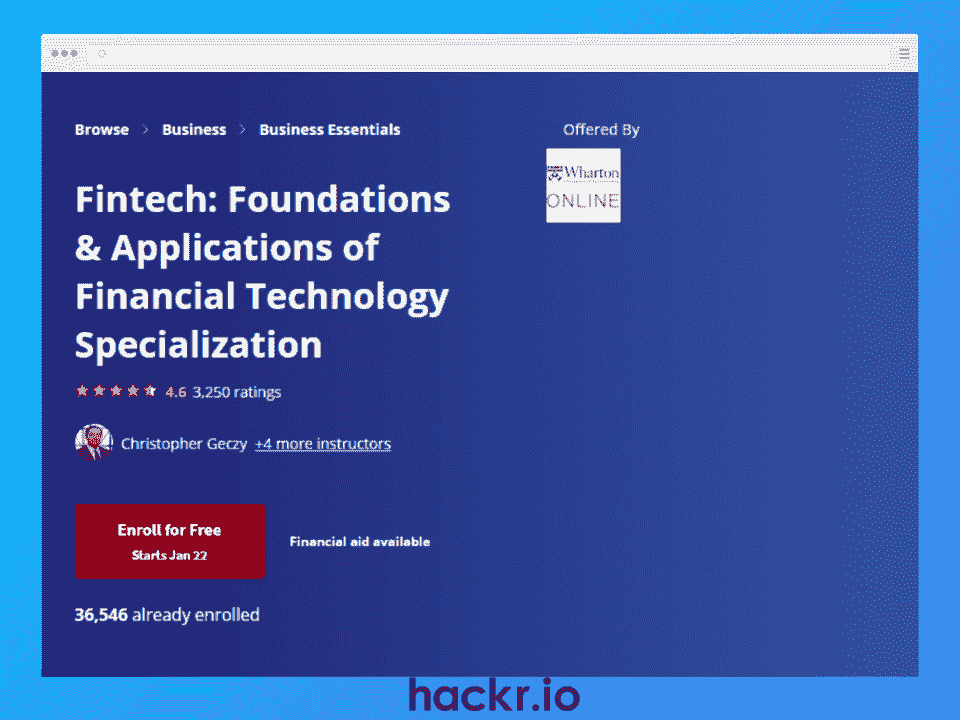 Browse > Business > Business Essentials
Offered By
Wharton
ONLINE
Fintech: Foundations
& Applications of
Financial Technology
Specialization
4.6 3,250 ratings
Christopher Geczy +4 more instructors
Enroll for Free
Starts Jan 22
Financial aid available
36,546 already enrolled
hackr.io